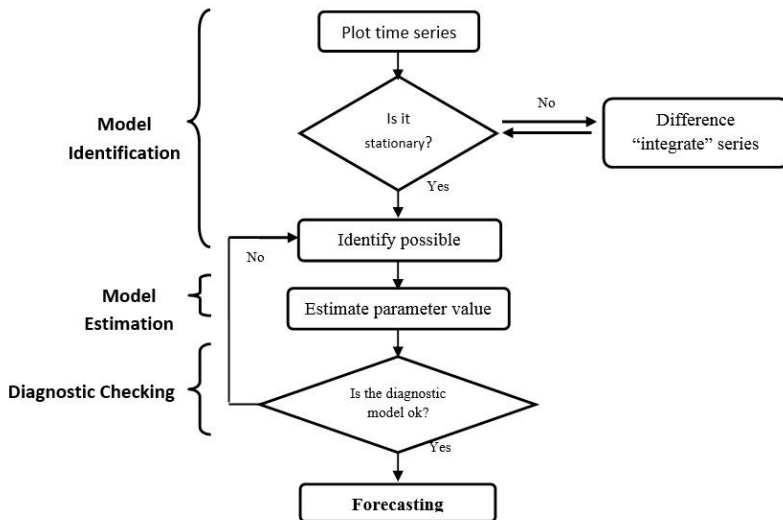 Plot time series
Is it
stationary?
No
Difference
“integrate” series
Model
Identification
Yes
Identify possible
No
Model
Estimation
Estimate parameter value
Diagnostic Checking
Is the diagnostic
model ok?
Yes
Forecasting